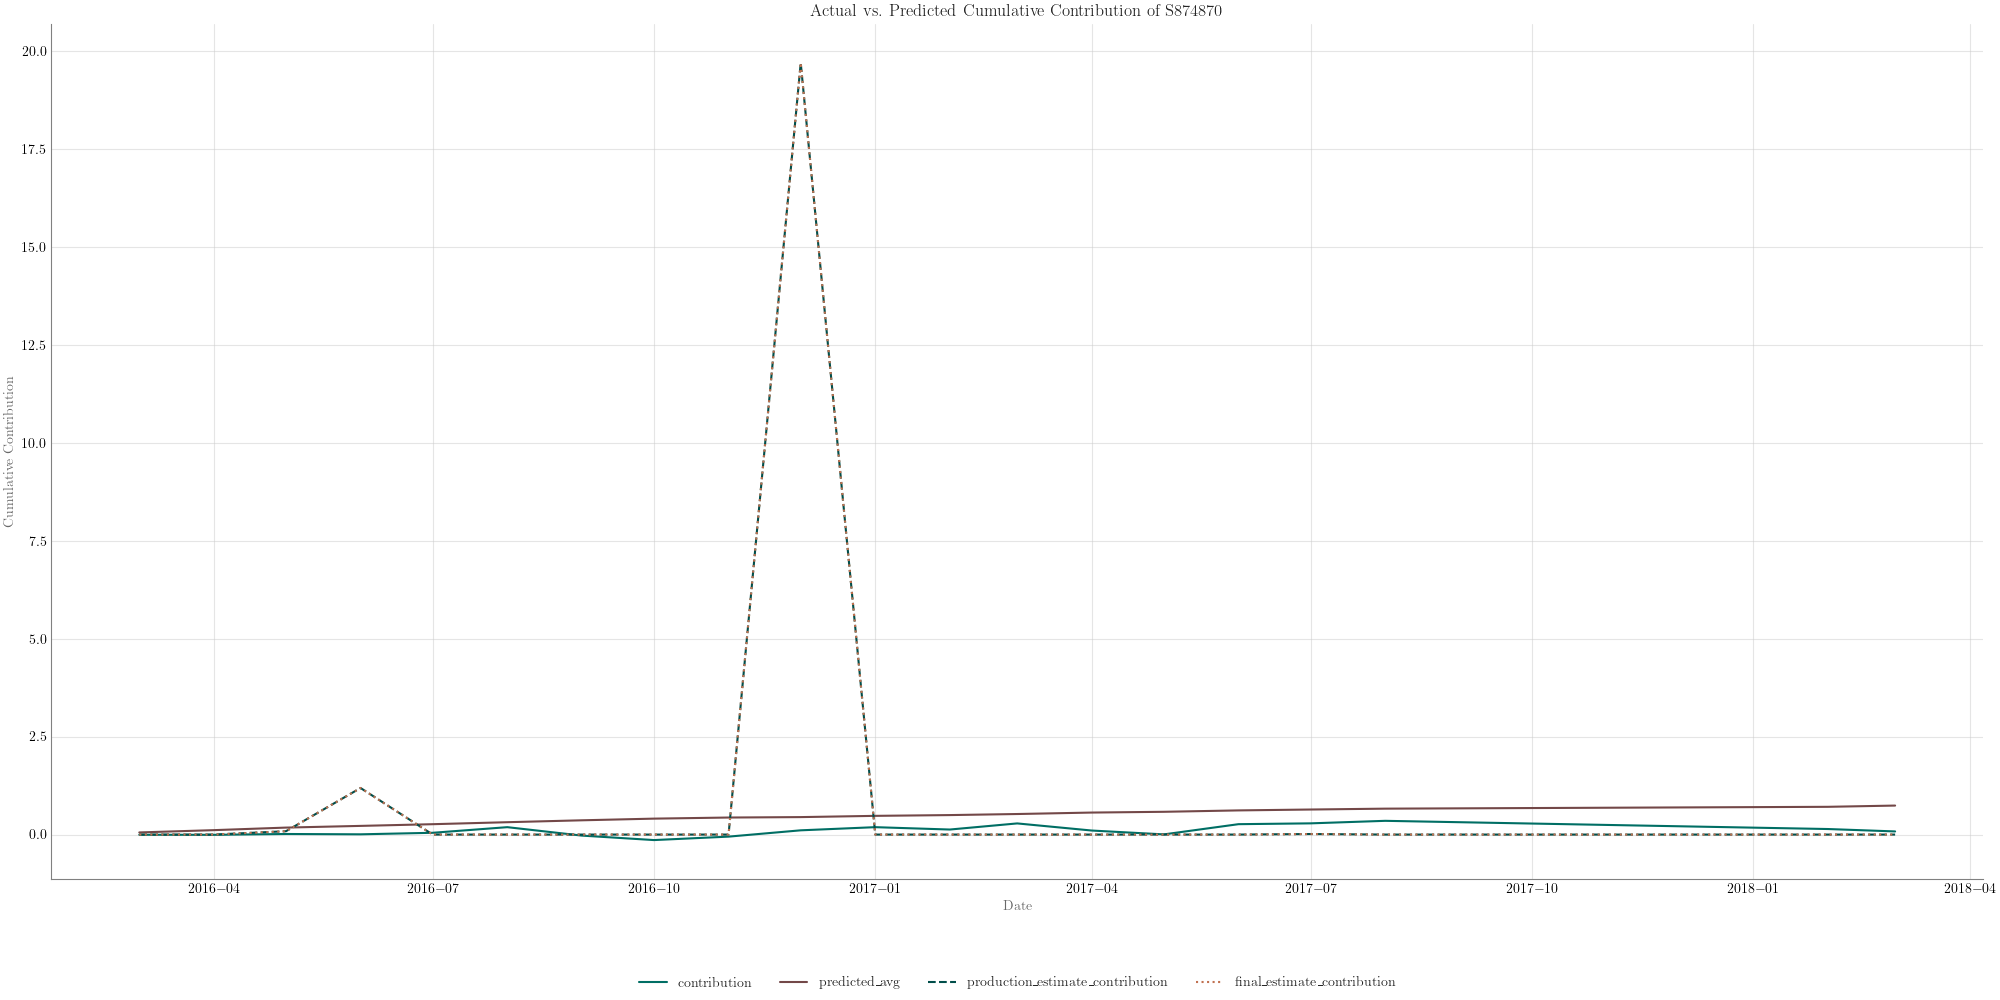 Actual vs. Predicted Cumulative Contribution of S874870
20.0
17.5
15.0
12.5
10.0
7.5
5.0
2.5
0.0
Cumulative Contribution
2016−04 2016−07 2016−10 2017−01 2017−04 2017−07 2017−10 2018−01 2018−04
Date
contribution predicted_avg production_estimate_contribution final_estimate_contribution